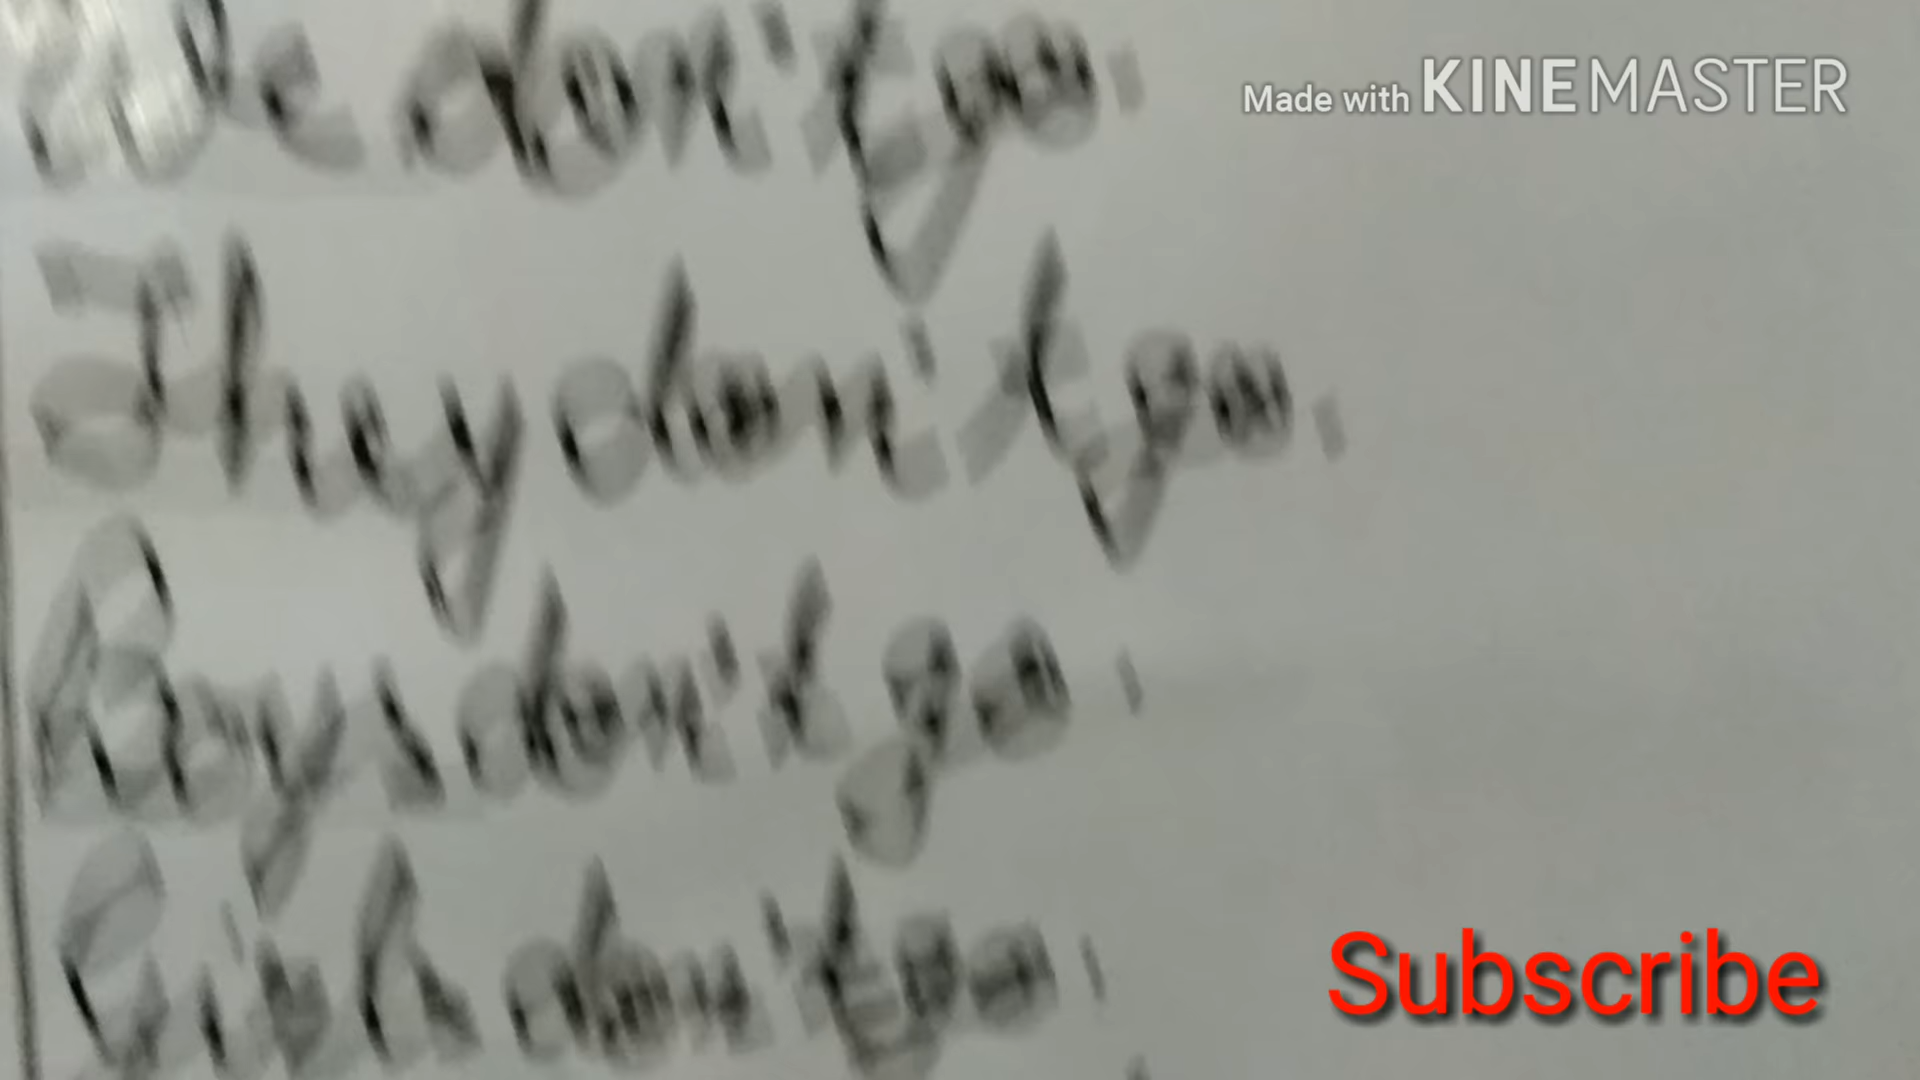 We don't go.
Made with KINEMASTER
They don't go.
Boys don't go.
Girls don't go.
Subscribe